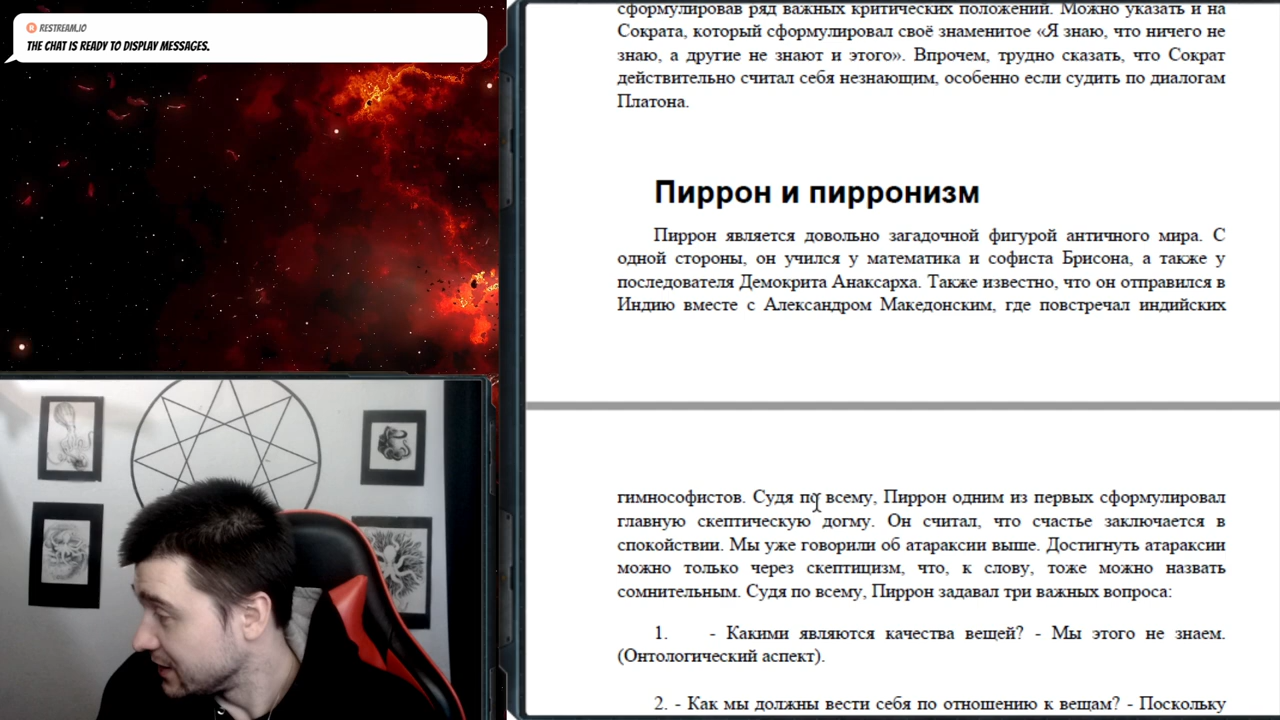 RESTREAM.IO
THE CHAT IS READY TO DISPLAY MESSAGES.
сформулировав ряд важных критических положений. Можно указать и на
Сократа, который сформулировал своё знаменитое «Я знаю, что ничего не
знаю, а другие не знают и этого». Впрочем, трудно сказать, что Сократ
действительно считал себя незнающим, особенно если судить по диалогам
Платона.
Пиррон и пирронизм
Пиррон является довольно загадочной фигурой античного мира. С
одной стороны, он учился у математика и софиста Брисона, а также у
последователя Демокрита Анаксарха. Также известно, что он отправился в
Индию вместе с Александром Македонским, где повстречал индийских
гимнософистов. Судя по всему, Пиррон одним из первых сформулировал
главную скептическую догму. Он считал, что счастье заключается в
спокойствии. Мы уже говорили об атараксии выше. Достигнуть атараксии
можно только через скептицизм, что, к слову, тоже можно назвать
сомнительным. Судя по всему, Пиррон задавал три важных вопроса:
1. - Какими являются качества вещей? - Мы этого не знаем.
(Онтологический аспект).
2. - Как мы должны вести себя по отношению к вещам? - Поскольку